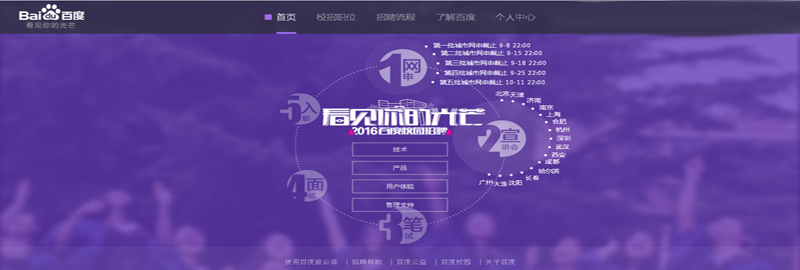 Bai百度
看见你的光芒
首页 校招职位 招聘流程 了解百度 个人中心
第一批城市网申截止 9-8 22:00
第二批城市网申截止 9-15 22:00
第三批城市网申截止 9-18 22:00
第四批城市网申截止 9-25 22:00
第五批城市网申截止 10-11 22:00
1网申
北京
天津
济南
南京
上海
合肥
杭州
深圳
武汉
西安
成都
哈尔滨
长春
沈阳
大连
广州
5入职
看见你的光芒
2016百度校园招聘
2宣讲会
技术
产品
用户体验
管理支持
4面试
3笔试
使用百度前必读 | 招聘帮助 | 百度公益 | 百度校园 | 关于百度